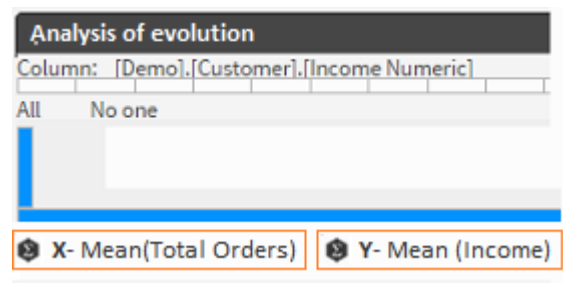 Analysis of evolution
Column: [Demo].[Customer].[Income Numeric]
All No one
X- Mean(Total Orders) Y- Mean (Income)